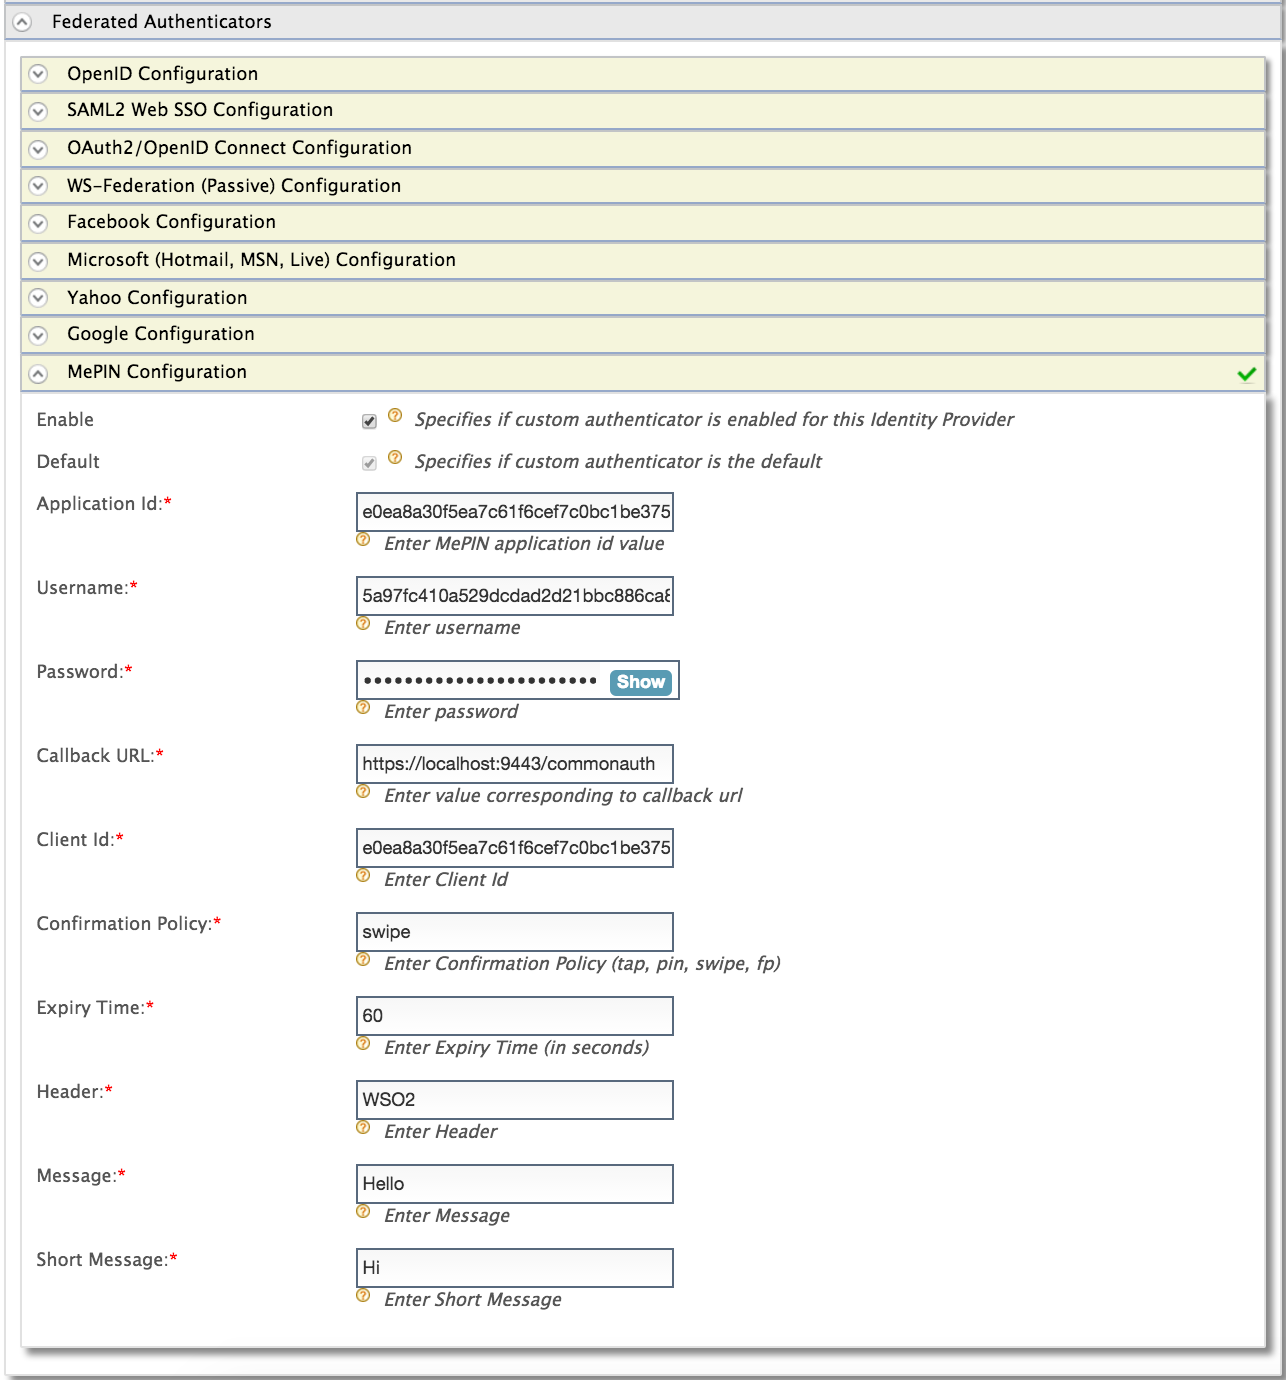 Federated Authenticators
OpenID Configuration
SAML2 Web SSO Configuration
OAuth2/OpenID Connect Configuration
WS-Federation (Passive) Configuration
Facebook Configuration
Microsoft (Hotmail, MSN, Live) Configuration
Yahoo Configuration
Google Configuration
MePIN Configuration
Enable ? Specifies if custom authenticator is enabled for this Identity Provider
Default ? Specifies if custom authenticator is the default
Application Id:* e0ea8a30f5ea7c61f6cef7c0bc1be375
? Enter MePIN application id value
Username:* 5a97fc410a529dcdad2d21bbc886ca8
? Enter username
Password:* ••••••••••••••••••••••• Show
? Enter password
Callback URL:* https://localhost:9443/commonauth
? Enter value corresponding to callback url
Client Id:* e0ea8a30f5ea7c61f6cef7c0bc1be375
? Enter Client Id
Confirmation Policy:* swipe
? Enter Confirmation Policy (tap, pin, swipe, fp)
Expiry Time:* 60
? Enter Expiry Time (in seconds)
Header:* WSO2
? Enter Header
Message:* Hello
? Enter Message
Short Message:* Hi
? Enter Short Message